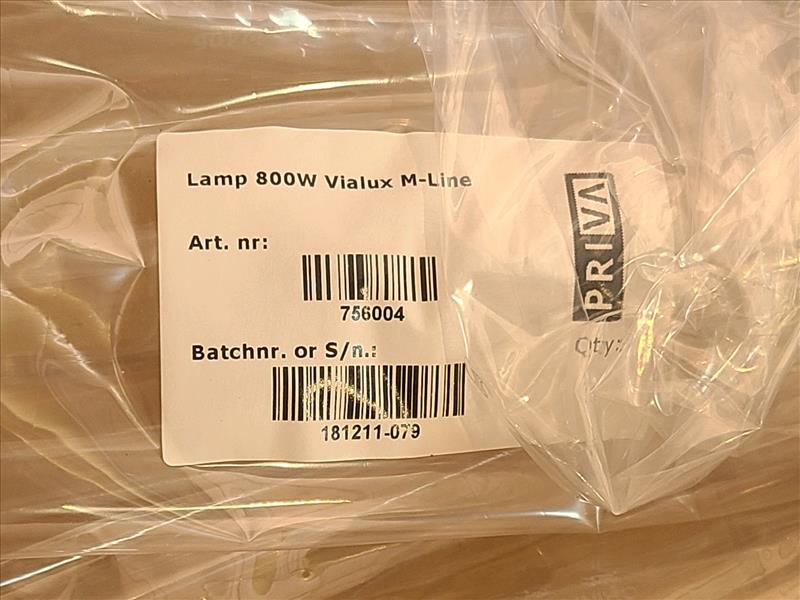 Lamp 800W Vialux M-Line
PRIVA
Art. nr:
756004
Qty:
Batchnr. or S/n.:
181211-079